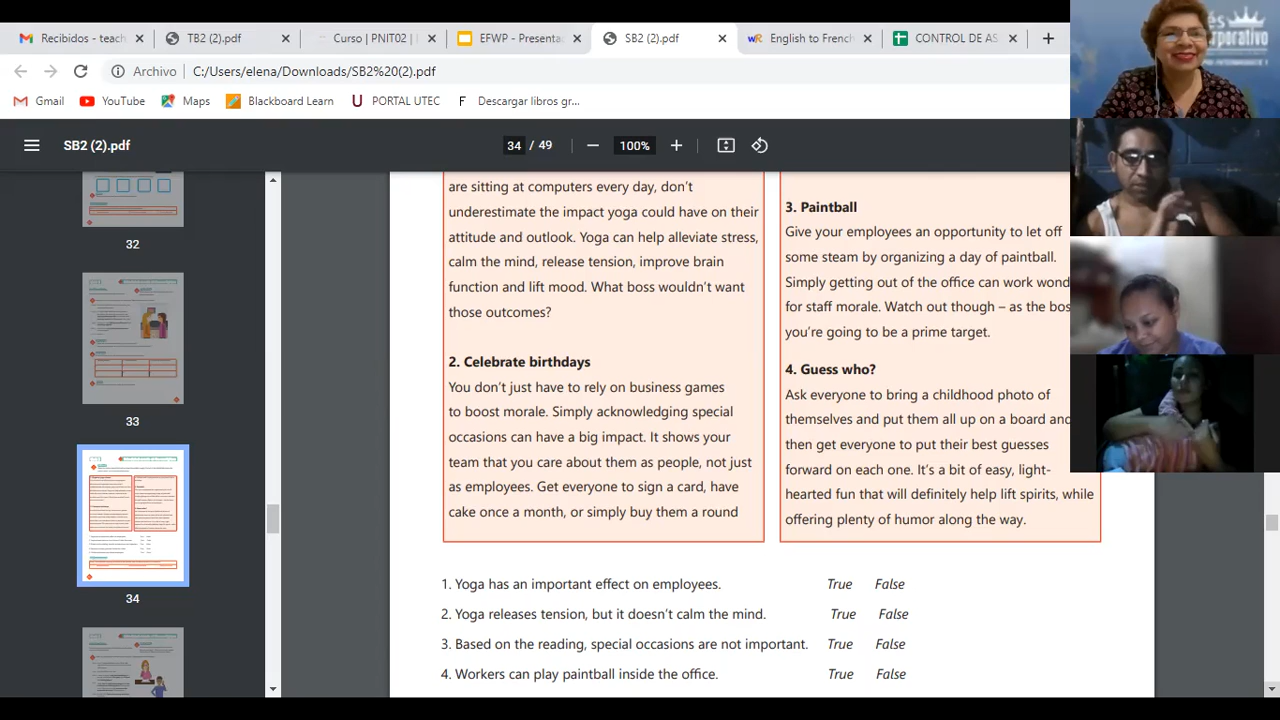 Recibidos - teach
TB2 (2).pdf
Curso | PNIT02 |
EFWP - Presenta
SB2 (2).pdf
English to French
CONTROL DE AS
Archivo
C:/Users/elena/Downloads/SB2%20(2).pdf
Gmail
YouTube
Maps
Blackboard Learn
PORTAL UTEC
Descargar libros gr...
SB2 (2).pdf
34 / 49
100%
32
33
34
are sitting at computers every day, don't
underestimate the impact yoga could have on their
attitude and outlook. Yoga can help alleviate stress,
calm the mind, release tension, improve brain
function and lift mood. What boss wouldn't want
those outcomes?
2. Celebrate birthdays
You don't just have to rely on business games
to boost morale. Simply acknowledging special
occasions can have a big impact. It shows your
team that you care about them as people, not just
as employees. Get everyone to sign a card, have
cake once a month, or simply buy them a round
3. Paintball
Give your employees an opportunity to let off
some steam by organizing a day of paintball.
Simply getting out of the office can work wond
for staff morale. Watch out though – as the bos
you're going to be a prime target.
4. Guess who?
Ask everyone to bring a childhood photo of
themselves and put them all up on a board and
then get everyone to put their best guesses
forward on each one. It's a bit of easy, light-
hearted fun that will definitely help lift spirits, while
offering plenty of humor along the way.
1. Yoga has an important effect on employees. True False
2. Yoga releases tension, but it doesn't calm the mind. True False
3. Based on the reading, special occasions are not important. True False
4. Workers can play paintball inside the office. True False